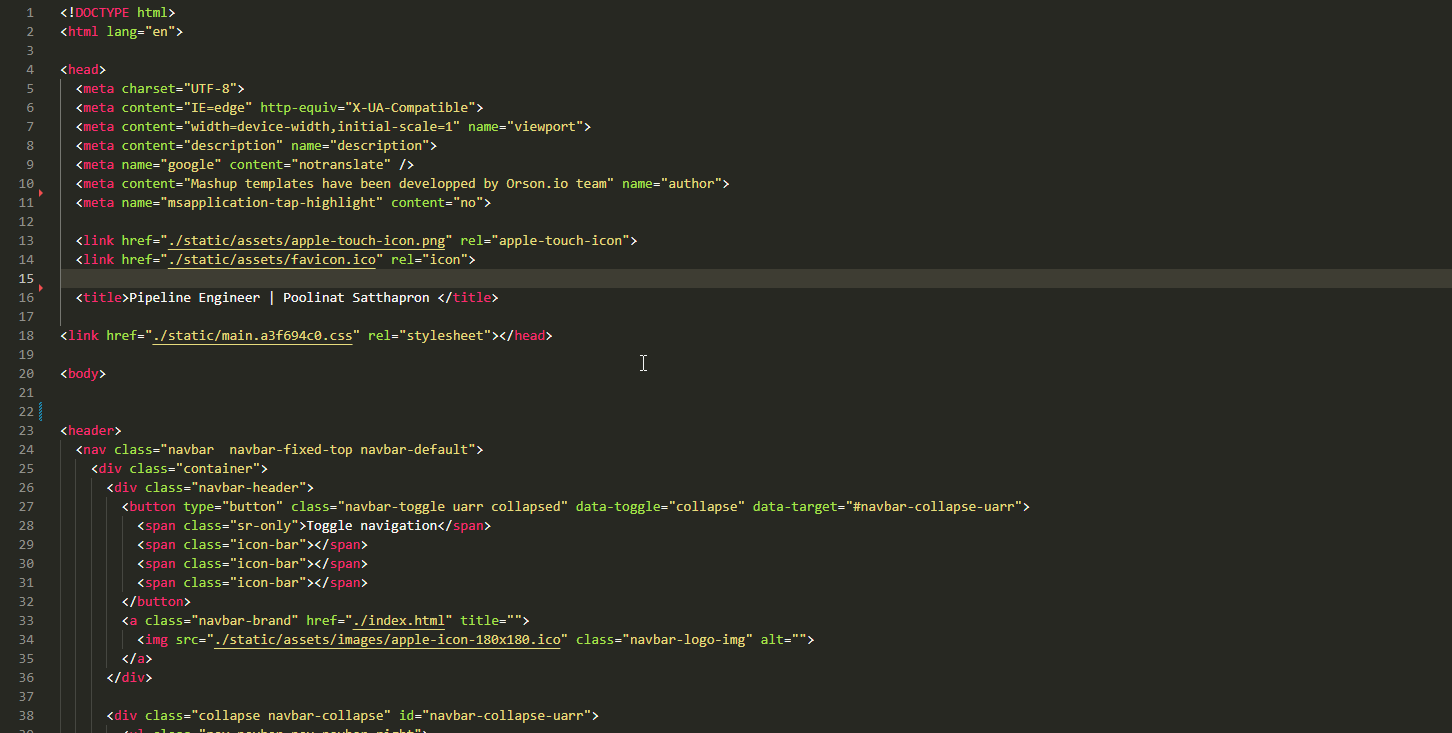 1 <!DOCTYPE html>
2 <html lang="en">
3
4 <head>
5 <meta charset="UTF-8">
6 <meta content="IE=edge" http-equiv="X-UA-Compatible">
7 <meta content="width=device-width,initial-scale=1" name="viewport">
8 <meta content="description" name="description">
9 <meta name="google" content="notranslate" />
10 <meta content="Mashup templates have been developped by Orson.io team" name="author">
11 <meta name="msapplication-tap-highlight" content="no">
12
13 <link href="./static/assets/apple-touch-icon.png" rel="apple-touch-icon">
14 <link href="./static/assets/favicon.ico" rel="icon">
15
16 <title>Pipeline Engineer | Poolinat Satthapron </title>
17
18 <link href="./static/main.a3f694c0.css" rel="stylesheet"></head>
19
20 <body>
21
22
23 <header>
24 <nav class="navbar  navbar-fixed-top navbar-default">
25 <div class="container">
26 <div class="navbar-header">
27 <button type="button" class="navbar-toggle uarr collapsed" data-toggle="collapse" data-target="#navbar-collapse-uarr">
28 <span class="sr-only">Toggle navigation</span>
29 <span class="icon-bar"></span>
30 <span class="icon-bar"></span>
31 <span class="icon-bar"></span>
32 </button>
33 <a class="navbar-brand" href="./index.html" title="">
34 <img src="./static/assets/images/apple-icon-180x180.ico" class="navbar-logo-img" alt="">
35 </a>
36 </div>
37
38 <div class="collapse navbar-collapse" id="navbar-collapse-uarr">
39 <ul class="nav navbar-nav navbar-right">